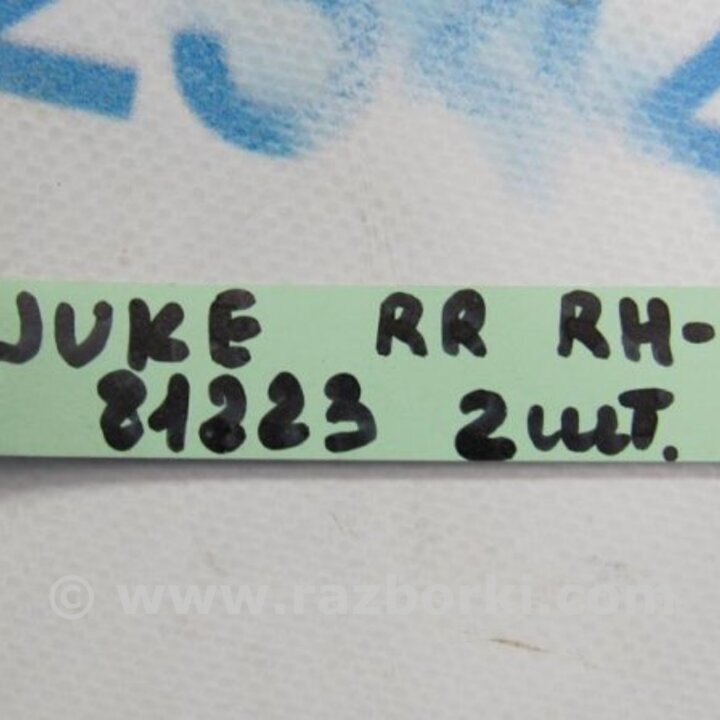 JUKE RR RH-
81223 2шт.
© www.razborki.com